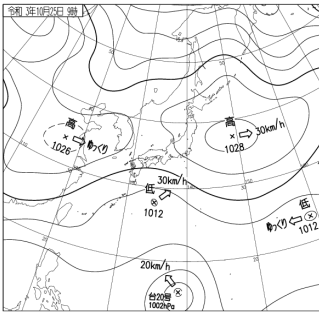 令和 3年10月25日 9時
高
1026
ゆっくり
高
1028
30km/h
30km/h
低
1012
低
1012
ゆっくり
20km/h
台20号
1002hPa